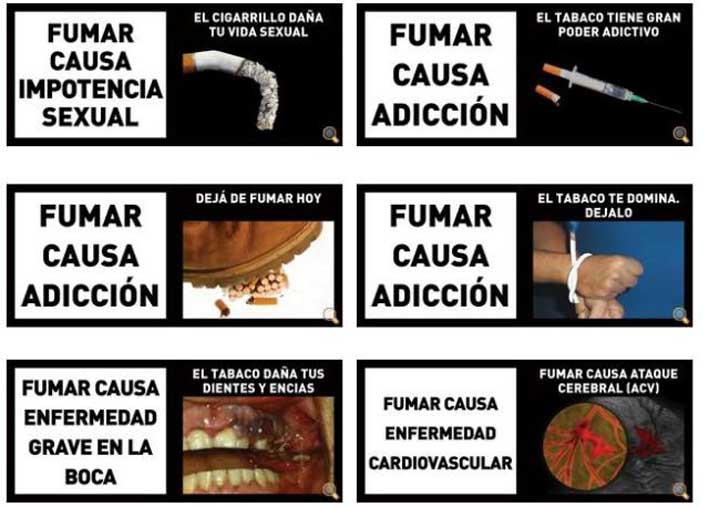 FUMAR
CAUSA
IMPOTENCIA
SEXUAL
EL CIGARRILLO DAÑA
TU VIDA SEXUAL
FUMAR
CAUSA
ADICCIÓN
EL TABACO TIENE GRAN
PODER ADICTIVO
FUMAR
CAUSA
ADICCIÓN
DEJÁ DE FUMAR HOY
FUMAR
CAUSA
ADICCIÓN
EL TABACO TE DOMINA.
DEJALO
FUMAR CAUSA
ENFERMEDAD
GRAVE EN LA
BOCA
EL TABACO DAÑA TUS
DIENTES Y ENCIAS
FUMAR CAUSA
ENFERMEDAD
CARDIOVASCULAR
FUMAR CAUSA ATAQUE
CEREBRAL (ACV)